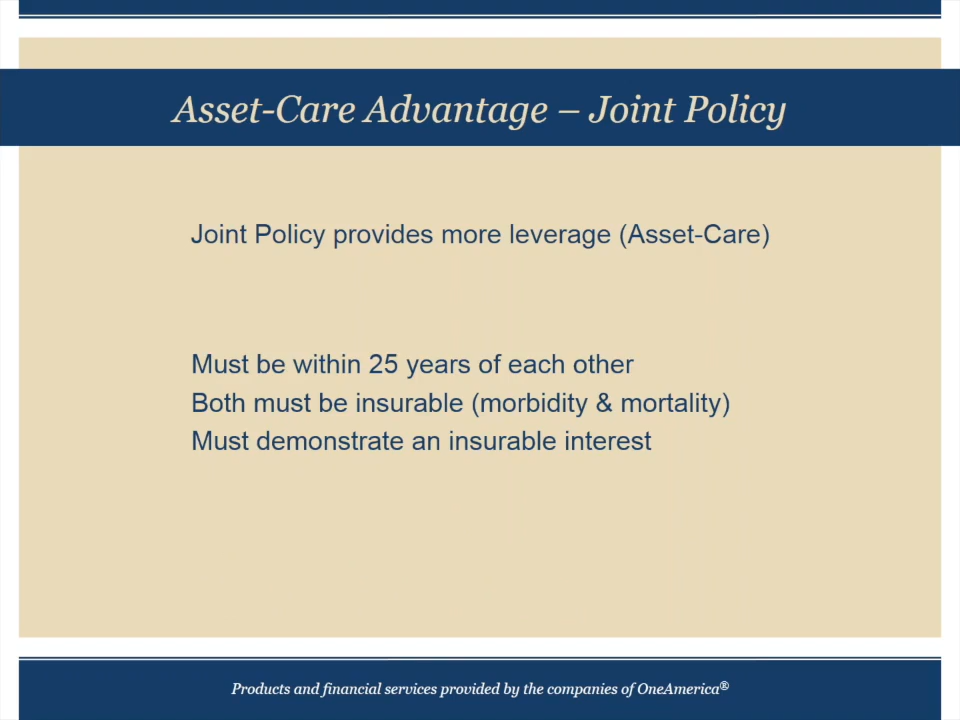 Asset-Care Advantage – Joint Policy
Joint Policy provides more leverage (Asset-Care)
Must be within 25 years of each other
Both must be insurable (morbidity & mortality)
Must demonstrate an insurable interest
Products and financial services provided by the companies of OneAmerica®